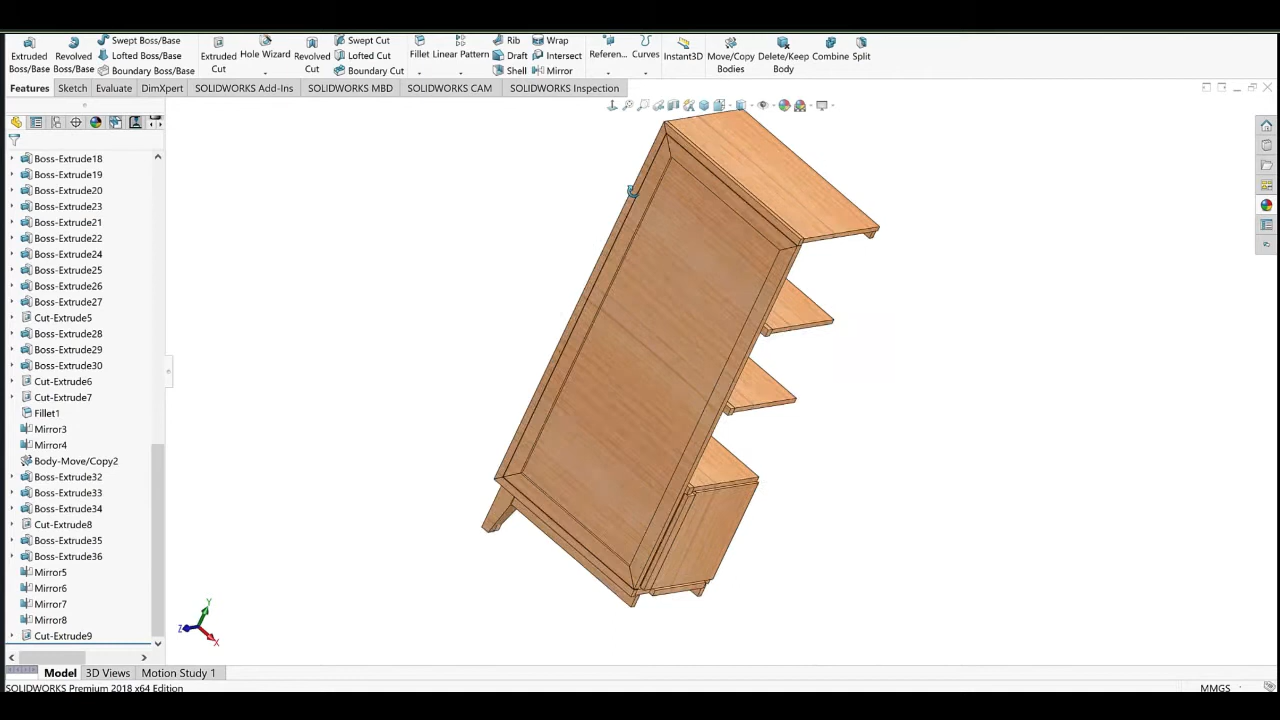 Extruded Boss/Base
Revolved Boss/Base
Swept Boss/Base
Lofted Boss/Base
Boundary Boss/Base
Extruded Cut
Hole Wizard
Revolved Cut
Swept Cut
Lofted Cut
Boundary Cut
Fillet
Linear Pattern
Rib
Draft
Shell
Wrap
Intersect
Mirror
Referen...
Curves
Instant3D
Move/Copy Bodies
Delete/Keep Body
Combine
Split
Features Sketch Evaluate DimXpert SOLIDWORKS Add-Ins SOLIDWORKS MBD SOLIDWORKS CAM SOLIDWORKS Inspection
Boss-Extrude18
Boss-Extrude19
Boss-Extrude20
Boss-Extrude23
Boss-Extrude21
Boss-Extrude22
Boss-Extrude24
Boss-Extrude25
Boss-Extrude26
Boss-Extrude27
Cut-Extrude5
Boss-Extrude28
Boss-Extrude29
Boss-Extrude30
Cut-Extrude6
Cut-Extrude7
Fillet1
Mirror3
Mirror4
Body-Move/Copy2
Boss-Extrude32
Boss-Extrude33
Boss-Extrude34
Cut-Extrude8
Boss-Extrude35
Boss-Extrude36
Mirror5
Mirror6
Mirror7
Mirror8
Cut-Extrude9
Y
Z
X
Model 3D Views Motion Study 1
SOLIDWORKS Premium 2018 x64 Edition
MMGS